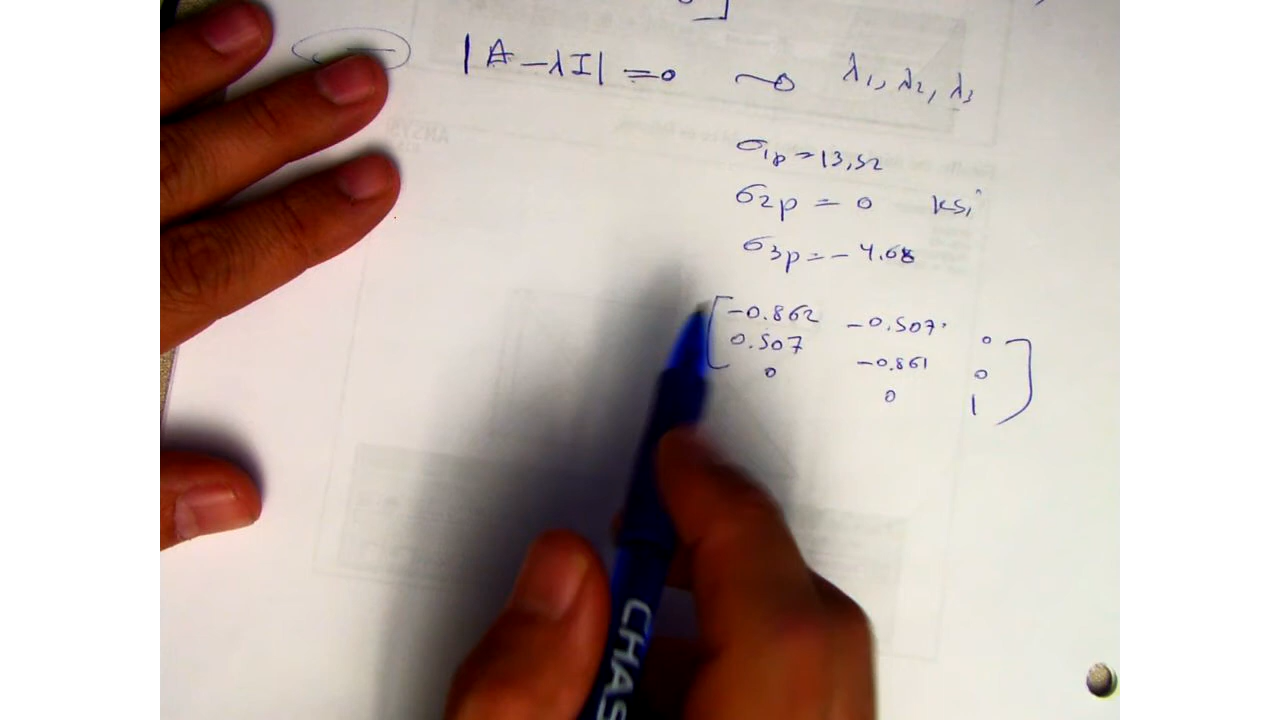 |A - λI| = 0 ⟿ λ1, λ2, λ3
σ1p = 13,52
σ2p = 0 ksi
σ3p = - 4.68
-0.862 -0.507 0
0.507 -0.861 0
0 0 1
CHAS
ANSYS